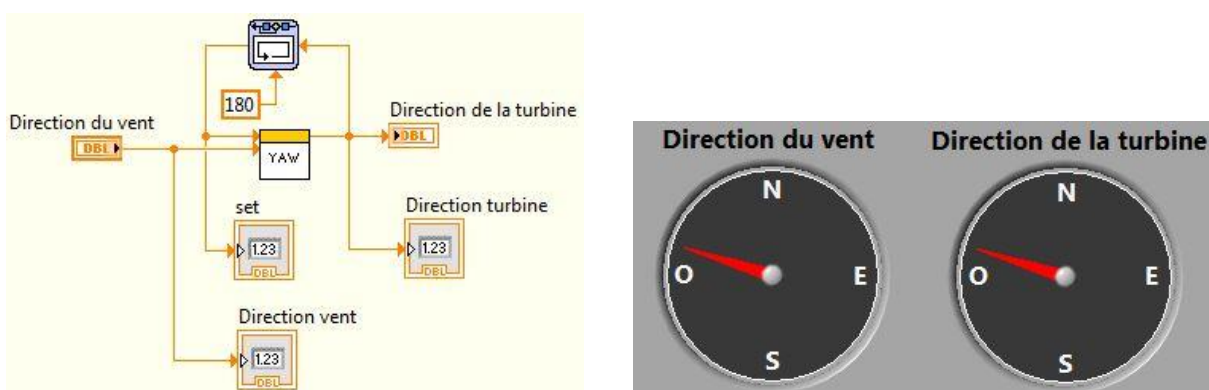 180
Direction du vent
Direction de la turbine
DBL
DBL
YAW
set
Direction turbine
1.23
DBL
1.23
DBL
Direction vent
1.23
DBL
Direction du vent
N
O
E
S
Direction de la turbine
N
O
E
S